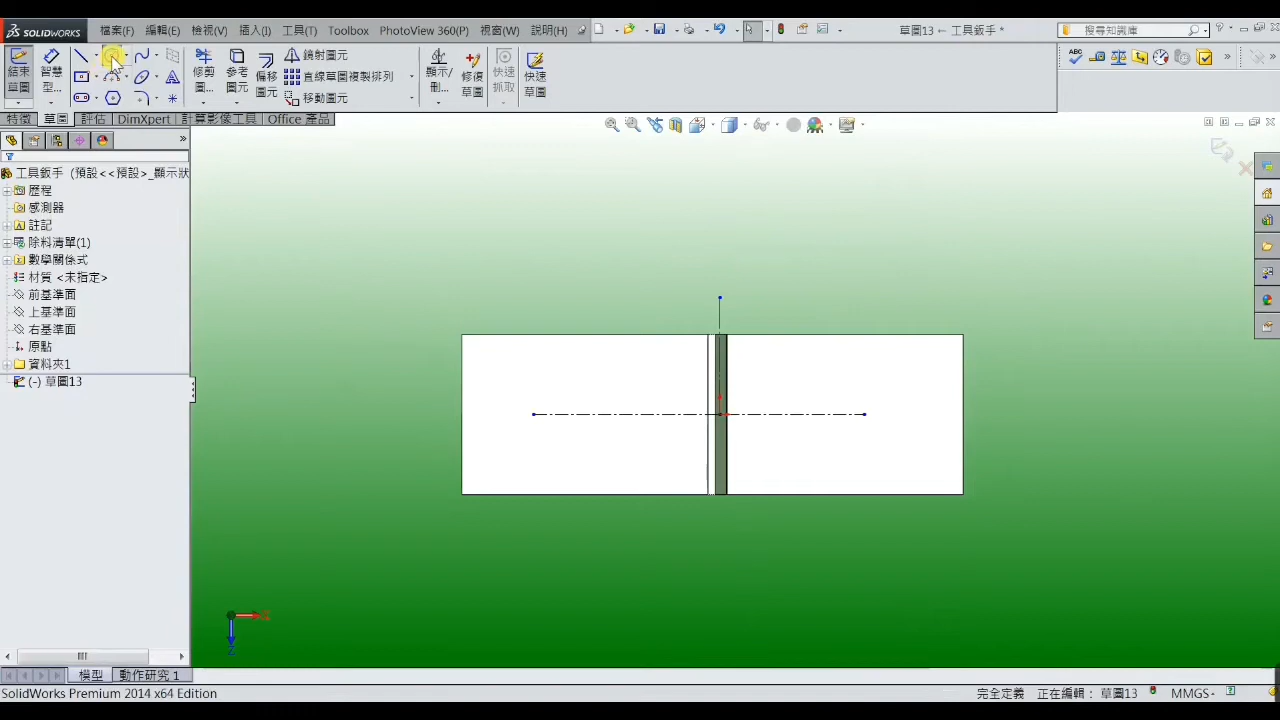 SOLIDWORKS 檔案(F) 編輯(E) 檢視(V) 插入(I) 工具(T) Toolbox PhotoView 360(P) 視窗(W) 說明(H) 草圖13 ← 工具鈑手 * 搜尋知識庫
結束草圖 智慧型... 修剪圖... 參考圖元 偏移圖元 鏡射圖元 直線草圖複製排列 移動圖元 顯示/刪... 修復草圖 快速抓取 快速草圖
特徵 草圖 評估 DimXpert 計算影像工具 Office 產品
工具鈑手 (預設<<預設>_顯示狀
歷程
感測器
註記
除料清單(1)
數學關係式
材質 <未指定>
前基準面
上基準面
右基準面
原點
資料夾1
(-) 草圖13
X
Z
模型 動作研究 1
SolidWorks Premium 2014 x64 Edition 完全定義 正在編輯： 草圖13 MMGS